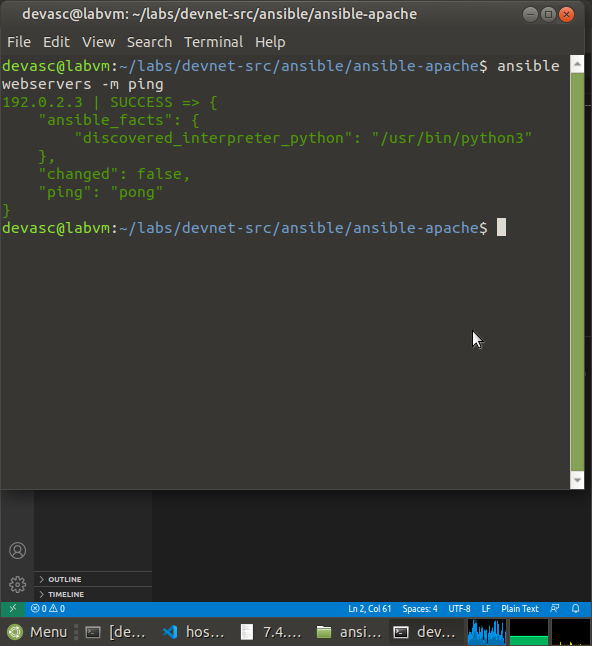 devasc@labvm: ~/labs/devnet-src/ansible/ansible-apache
File Edit View Search Terminal Help
devasc@labvm:~/labs/devnet-src/ansible/ansible-apache$ ansible
webservers -m ping
192.0.2.3 | SUCCESS => {
    "ansible_facts": {
        "discovered_interpreter_python": "/usr/bin/python3"
    },
    "changed": false,
    "ping": "pong"
}
devasc@labvm:~/labs/devnet-src/ansible/ansible-apache$
OUTLINE
TIMELINE
0 0 Ln 2, Col 61 Spaces: 4 UTF-8 LF Plain Text
Menu [de... hos... 7.4.... ansi... dev...